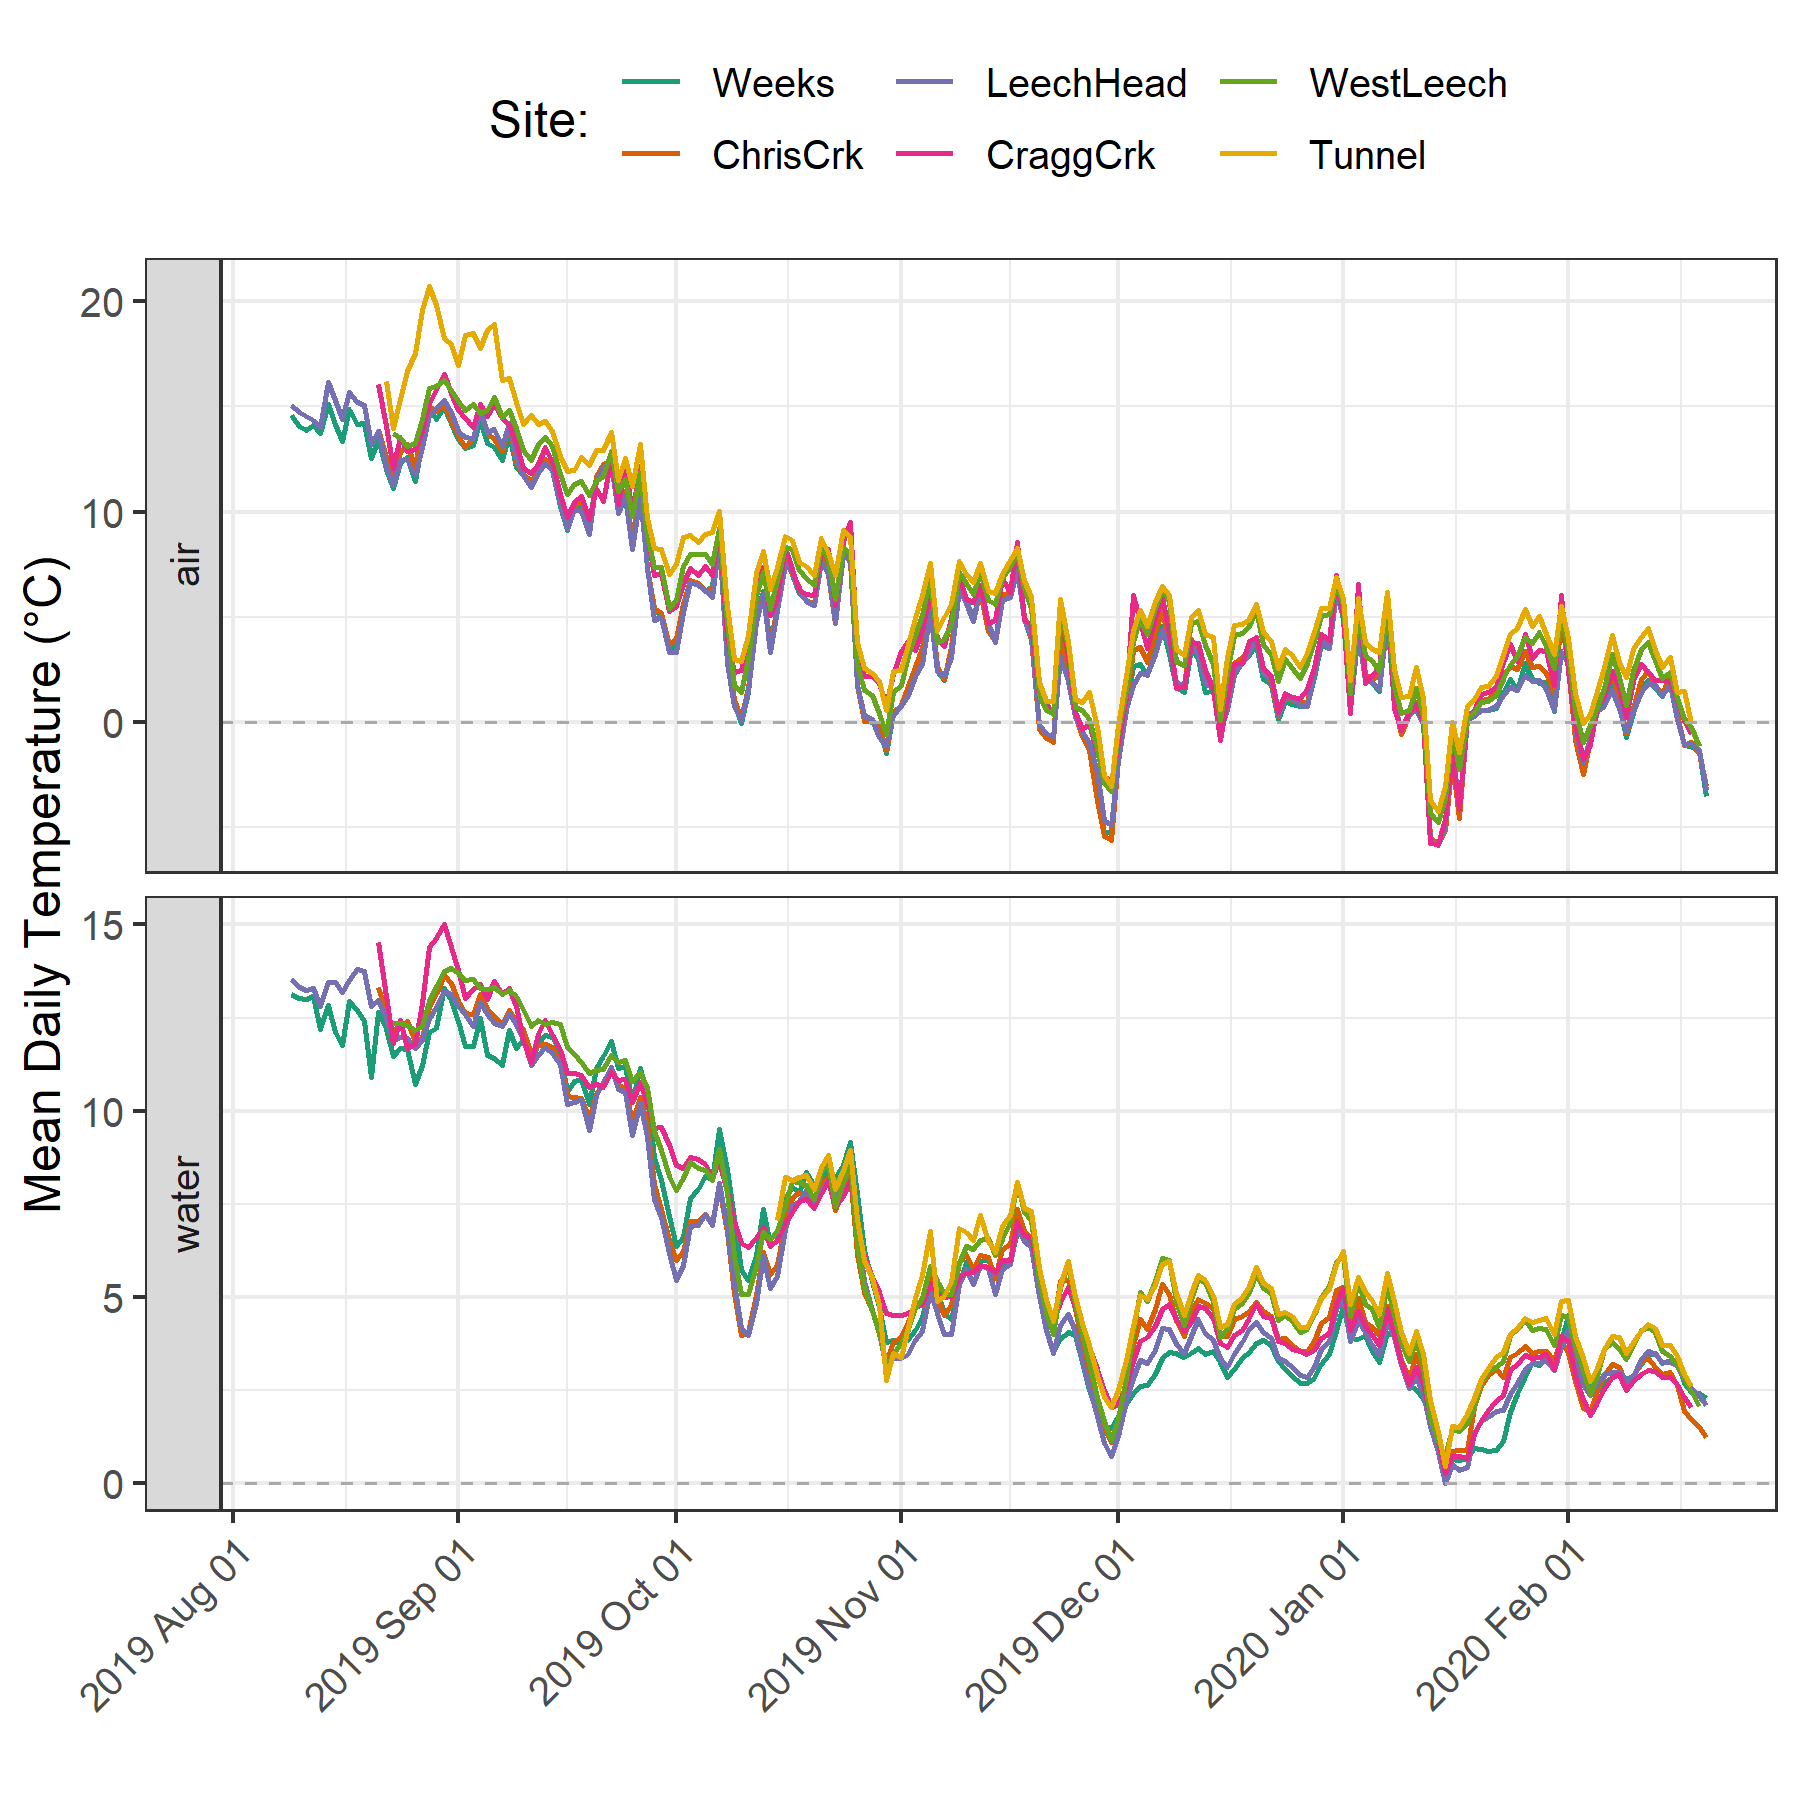 Site:
Weeks
LeechHead
WestLeech
ChrisCrk
CraggCrk
Tunnel
Mean Daily Temperature (°C)
air
20
10
0
water
15
10
5
0
2019 Aug 01
2019 Sep 01
2019 Oct 01
2019 Nov 01
2019 Dec 01
2020 Jan 01
2020 Feb 01